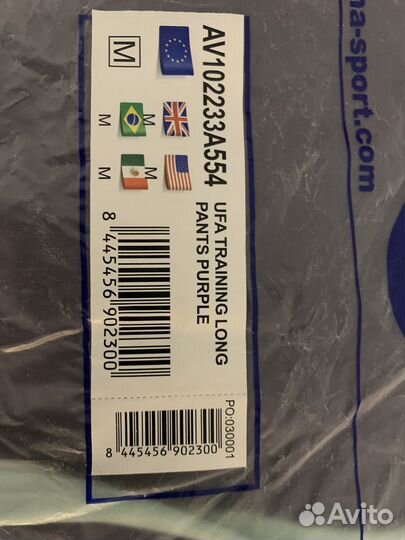 AV102233A554
UFA TRAINING LONG
PANTS PURPLE
M
M
M
M
M
8 445456 902300
PO:030001
8 445456 902300
na-sport.com
Avito